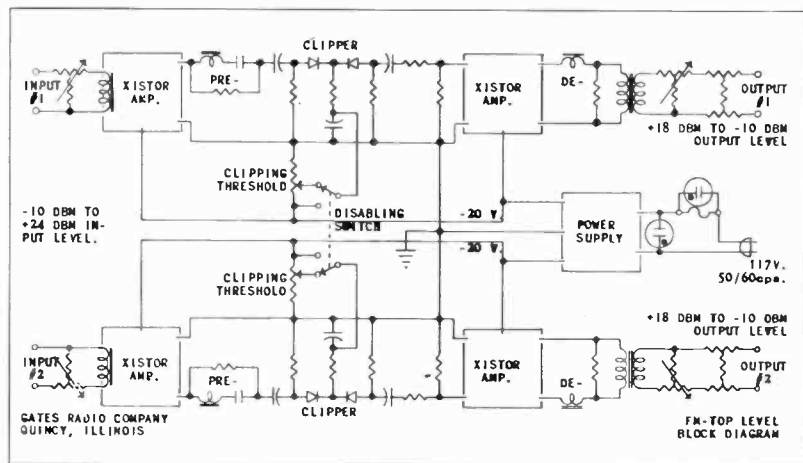 CLIPPER
INPUT
#1
XISTOR
AMP.
PRE-
XISTOR
AMP.
DE-
OUTPUT
#1
+18 DBM TO -10 DBM
OUTPUT LEVEL
CLIPPING
THRESHOLD
-10 DBM TO
+24 DBM IN-
PUT LEVEL.
DISABLING
SWITCH
-20 V.
-20 V.
POWER
SUPPLY
117V.
50/60cps.
CLIPPING
THRESHOLD
+18 DBM TO -10 DBM
OUTPUT LEVEL
INPUT
#2
XISTOR
AMP.
PRE-
CLIPPER
XISTOR
AMP.
DE-
OUTPUT
#2
GATES RADIO COMPANY
QUINCY, ILLINOIS
FM-TOP LEVEL
BLOCK DIAGRAM